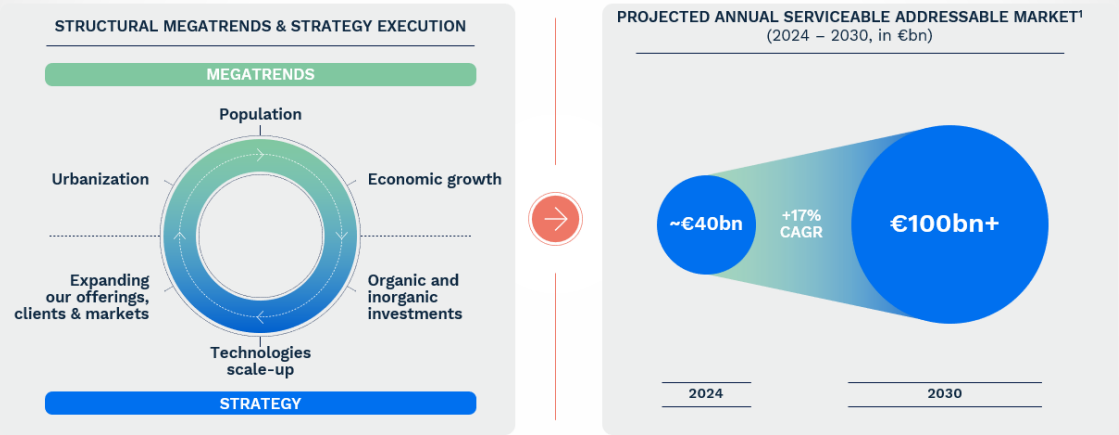 STRUCTURAL MEGATRENDS & STRATEGY EXECUTION
MEGATRENDS
Population
Urbanization
Economic growth
Expanding
our offerings,
clients & markets
Organic and
inorganic
investments
Technologies
scale-up
STRATEGY
PROJECTED ANNUAL SERVICEABLE ADDRESSABLE MARKET¹
(2024 – 2030, in €bn)
~€40bn
+17%
CAGR
€100bn+
2024
2030